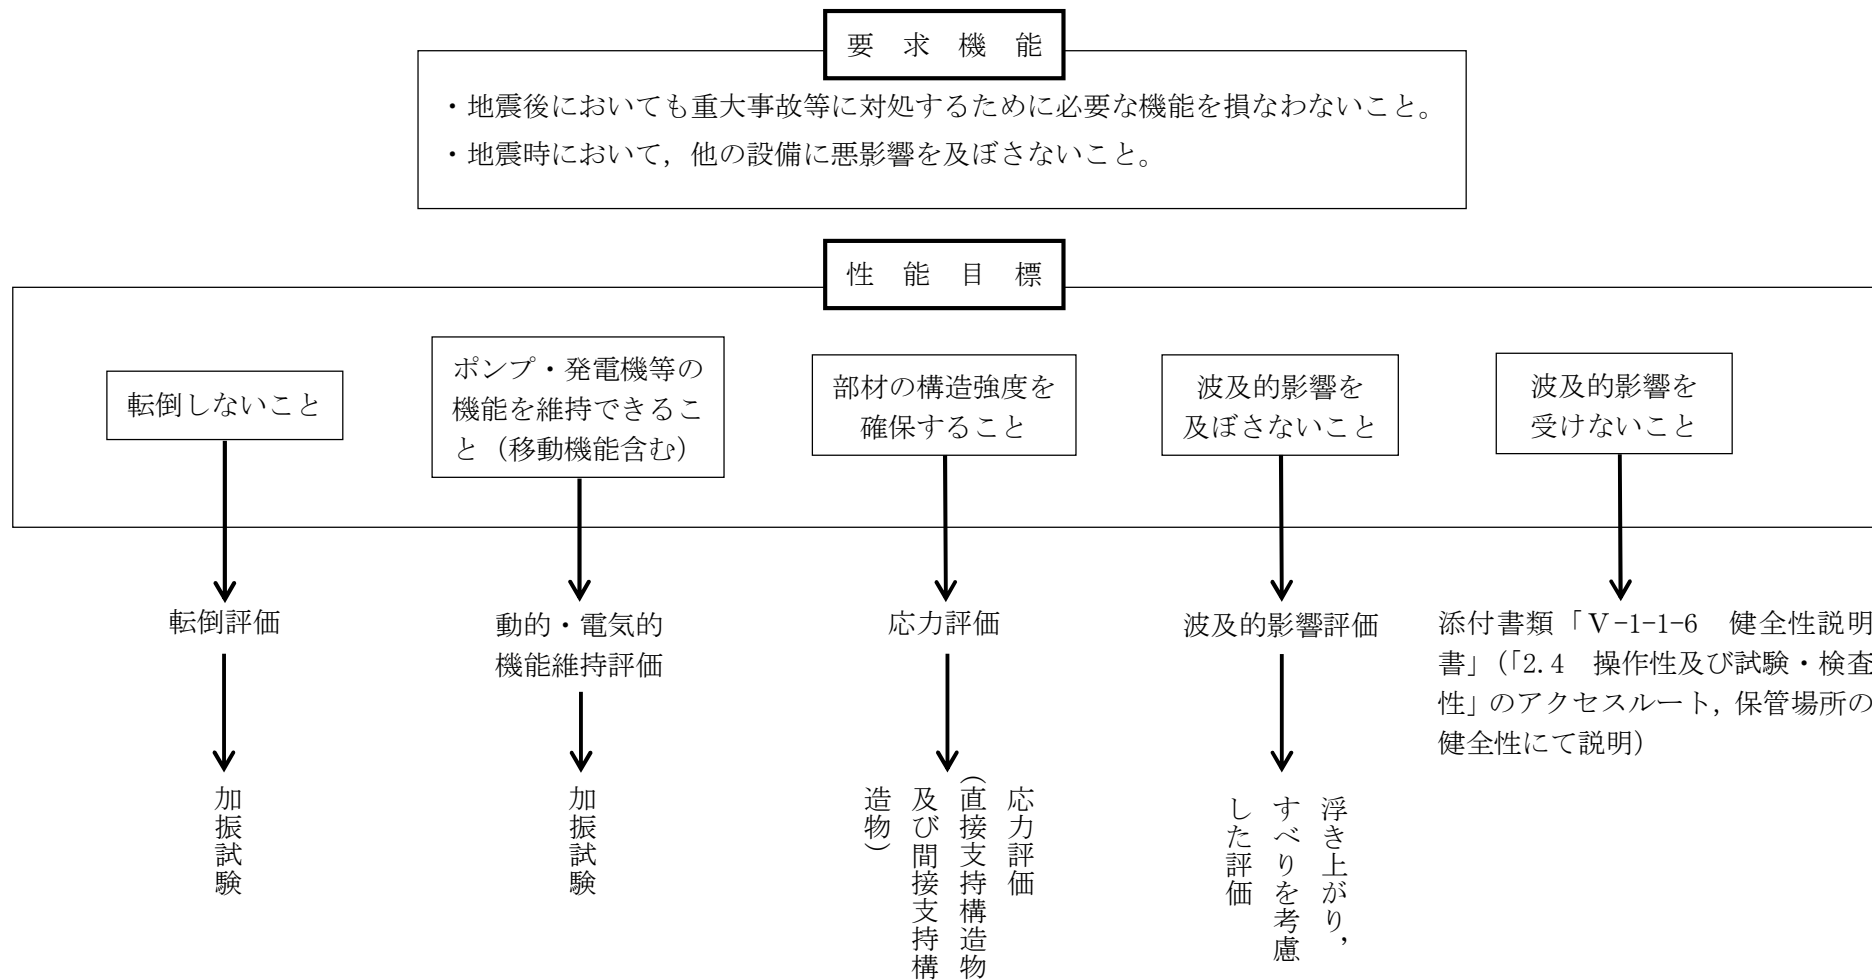 要 求 機 能
・地震後においても重大事故等に対処するために必要な機能を損なわないこと。
・地震時において，他の設備に悪影響を及ぼさないこと。
性 能 目 標
転倒しないこと
ポンプ・発電機等の
機能を維持できるこ
と（移動機能含む）
部材の構造強度を
確保すること
波及的影響を
及ぼさないこと
波及的影響を
受けないこと
転倒評価
動的・電気的
機能維持評価
応力評価
波及的影響評価
添付書類「Ⅴ-1-1-6　健全性説明
書」（「2.4　操作性及び試験・検査
性」のアクセスルート，保管場所の
健全性にて説明）
加振試験
加振試験
応力評価
（直接支持構造物
及び間接支持構
造物）
浮き上がり，
すべりを考慮
した評価